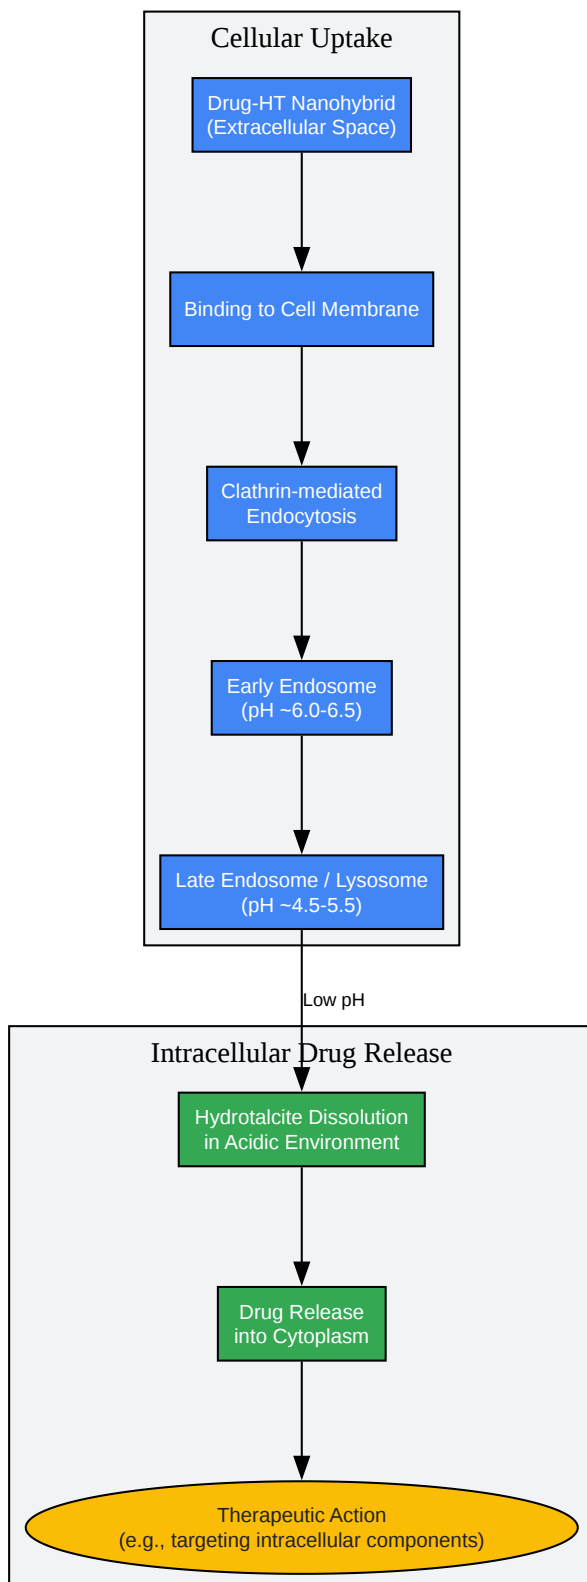 Cellular Uptake
Drug-HT Nanohybrid
(Extracellular Space)
Binding to Cell Membrane
Clathrin-mediated
Endocytosis
Early Endosome
(pH ~6.0-6.5)
Late Endosome / Lysosome
(pH ~4.5-5.5)
Low pH
Intracellular Drug Release
Hydrotalcite Dissolution
in Acidic Environment
Drug Release
into Cytoplasm
Therapeutic Action
(e.g., targeting intracellular components)